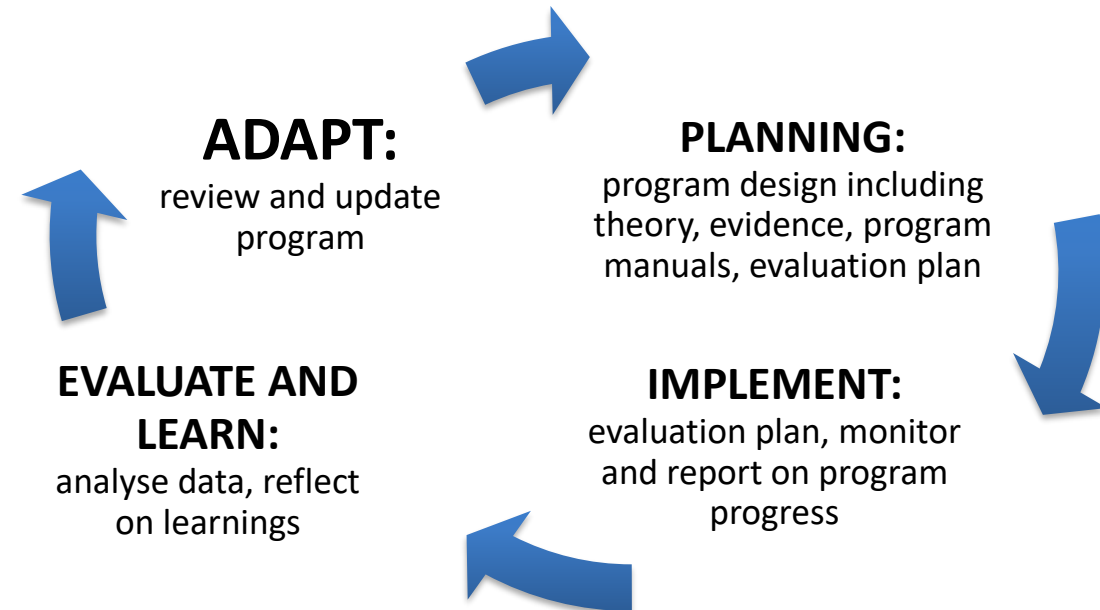 ADAPT:
review and update
program
PLANNING:
program design including
theory, evidence, program
manuals, evaluation plan
IMPLEMENT:
evaluation plan, monitor
and report on program
progress
EVALUATE AND
LEARN:
analyse data, reflect
on learnings